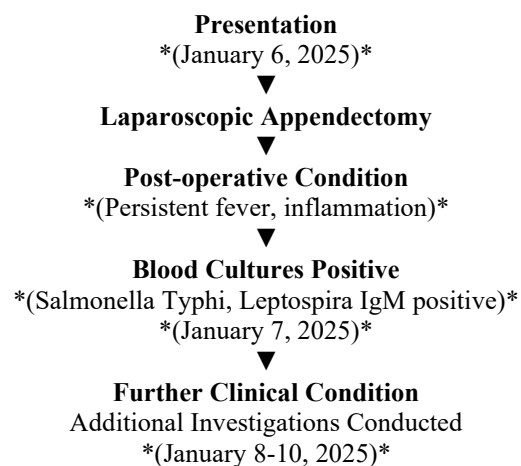 Presentation
*(January 6, 2025)*
Laparoscopic Appendectomy
Post-operative Condition
*(Persistent fever, inflammation)*
Blood Cultures Positive
*(Salmonella Typhi, Leptospira IgM positive)*
*(January 7, 2025)*
Further Clinical Condition
Additional Investigations Conducted
*(January 8-10, 2025)*